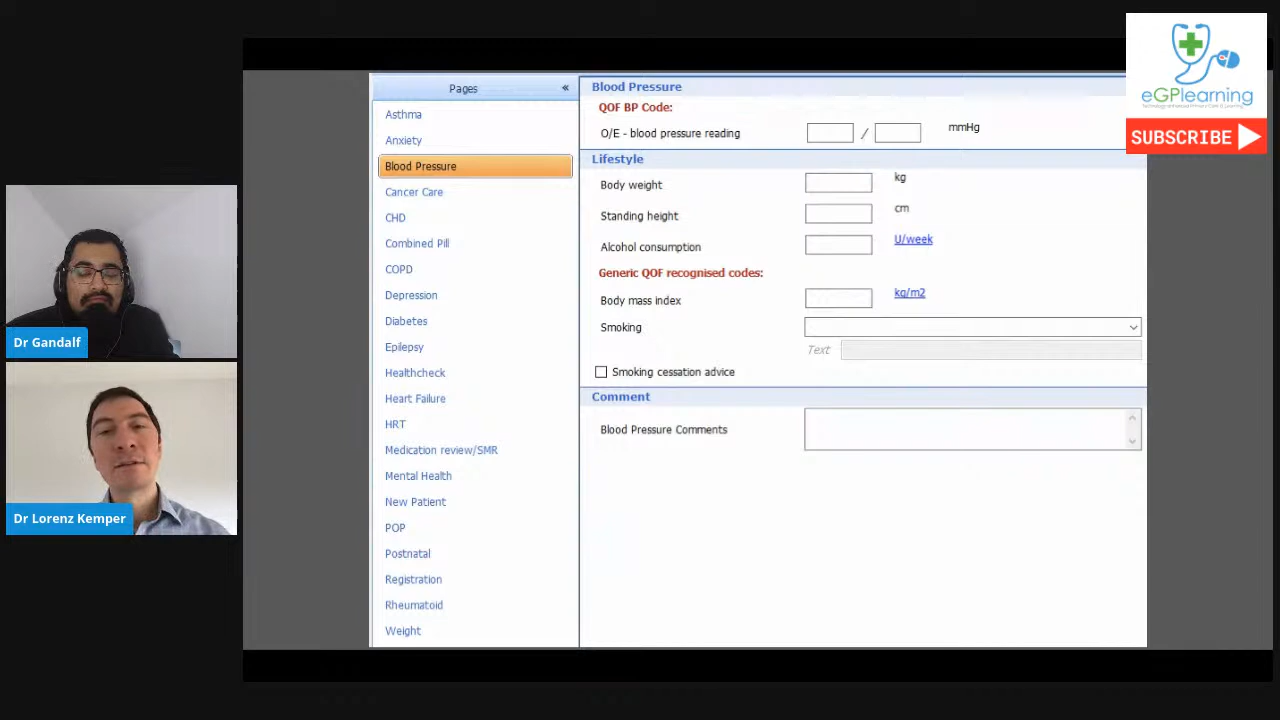 eGPlearning
SUBSCRIBE
Dr Gandalf
Dr Lorenz Kemper
Pages «
Asthma
Anxiety
Blood Pressure
Cancer Care
CHD
Combined Pill
COPD
Depression
Diabetes
Epilepsy
Healthcheck
Heart Failure
HRT
Medication review/SMR
Mental Health
New Patient
POP
Postnatal
Registration
Rheumatoid
Weight
Blood Pressure
QOF BP Code:
O/E - blood pressure reading / mmHg
Lifestyle
Body weight kg
Standing height cm
Alcohol consumption U/week
Generic QOF recognised codes:
Body mass index kg/m2
Smoking
Text
Smoking cessation advice
Comment
Blood Pressure Comments